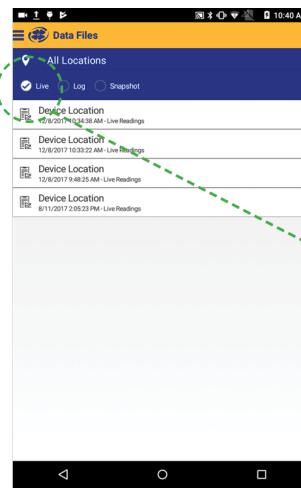 10:40 A
Data Files
All Locations
Live Log Snapshot
Device Location
12/8/2017 10:34:38 AM - Live Readings
Device Location
12/8/2017 10:33:22 AM - Live Readings
Device Location
12/8/2017 9:48:25 AM - Live Readings
Device Location
8/11/2017 2:05:23 PM - Live Readings